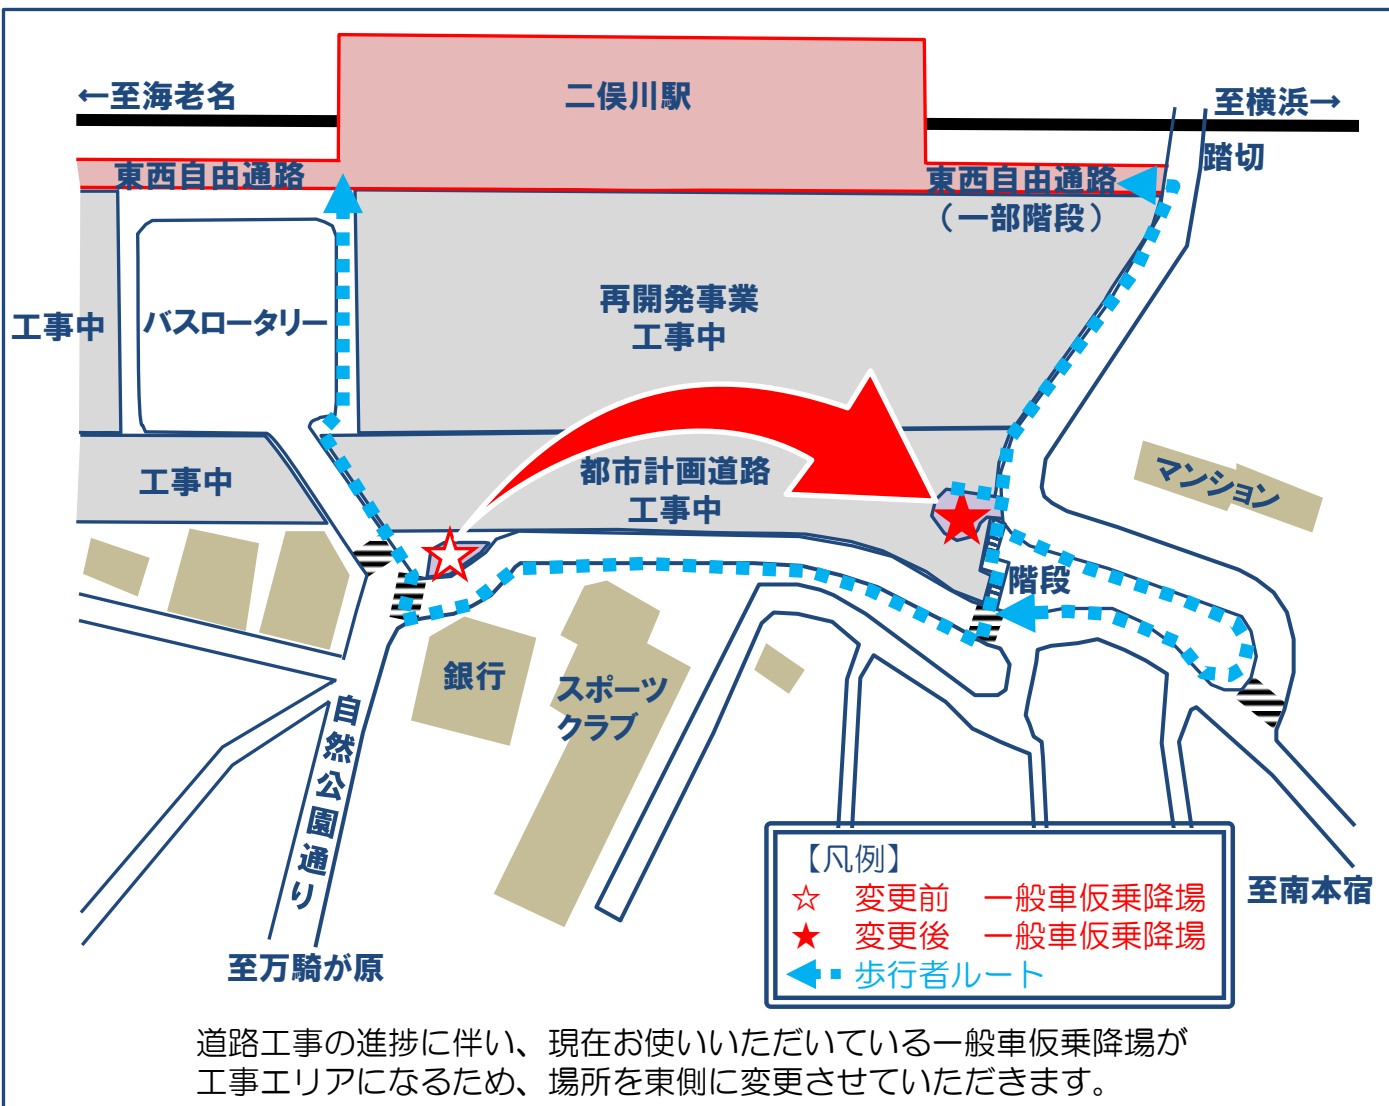 二俣川駅
←至海老名
至横浜→
踏切
東西自由通路
東西自由通路
（一部階段）
再開発事業
工事中
工事中
バスロータリー
都市計画道路
工事中
工事中
マンション
階段
銀行
スポーツ
クラブ
自然公園通り
至万騎が原
至南本宿
【凡例】
☆ 変更前 一般車仮乗降場
★ 変更後 一般車仮乗降場
歩行者ルート
道路工事の進捗に伴い、現在お使いいただいている一般車仮乗降場が
工事エリアになるため、場所を東側に変更させていただきます。